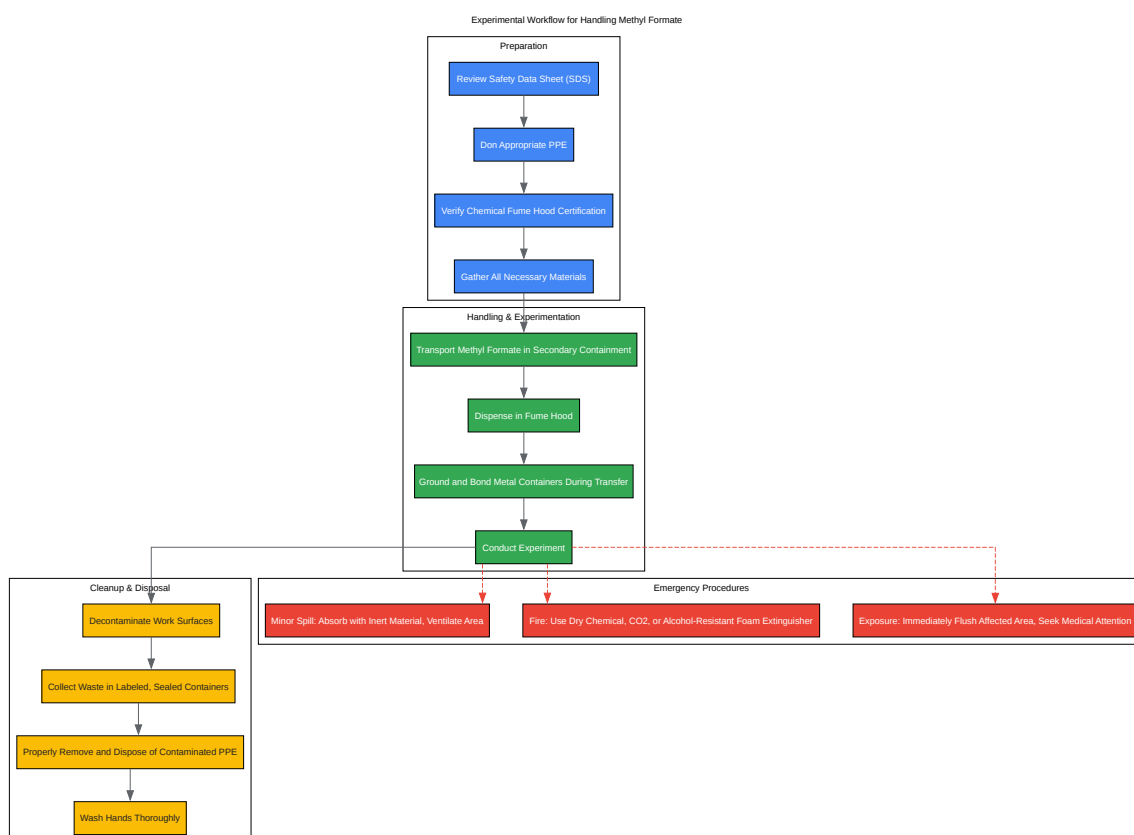 Experimental Workflow for Handling Methyl Formate
Preparation
Review Safety Data Sheet (SDS)
Don Appropriate PPE
Verify Chemical Fume Hood Certification
Gather All Necessary Materials
Handling & Experimentation
Transport Methyl Formate in Secondary Containment
Dispense in Fume Hood
Ground and Bond Metal Containers During Transfer
Conduct Experiment
Cleanup & Disposal
Decontaminate Work Surfaces
Collect Waste in Labeled, Sealed Containers
Properly Remove and Dispose of Contaminated PPE
Wash Hands Thoroughly
Emergency Procedures
Minor Spill: Absorb with Inert Material, Ventilate Area
Fire: Use Dry Chemical, CO2, or Alcohol-Resistant Foam Extinguisher
Exposure: Immediately Flush Affected Area, Seek Medical Attention